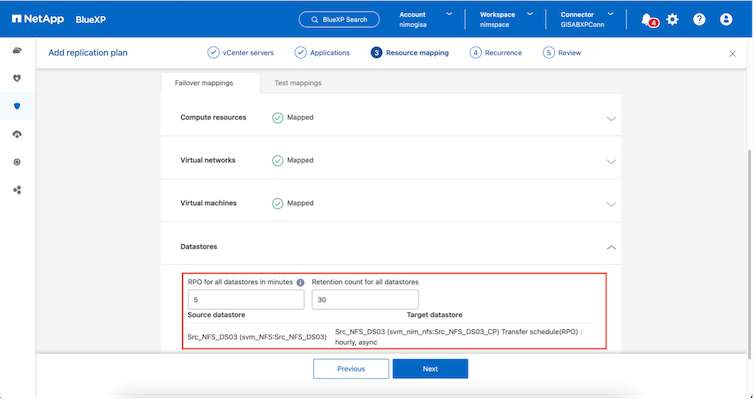 NetApp BlueXP
BlueXP Search
Account
nimogisa
Workspace
nimspace
Connector
GISABXPConn
4
?
Add replication plan
vCenter servers
Applications
3 Resource mapping
4 Recurrence
5 Review
Failover mappings
Test mappings
Compute resources
Mapped
Virtual networks
Mapped
Virtual machines
Mapped
Datastores
RPO for all datastores in minutes i
Retention count for all datastores
5
30
Source datastore
Target datastore
Src_NFS_DS03 (svm_NFS:Src_NFS_DS03)
Src_NFS_DS03 (svm_nim_nfs:Src_NFS_DS03_CP) Transfer schedule(RPO) :
hourly, async
Previous
Next